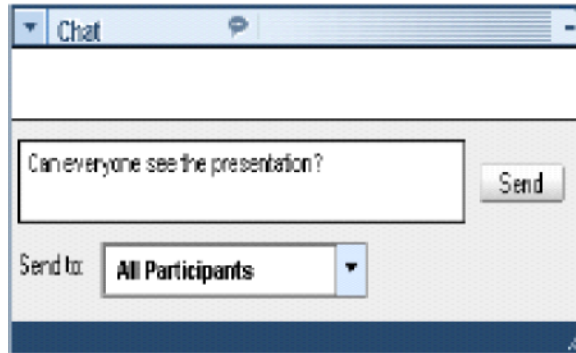 Chat
Can everyone see the presentation?
Send
Send to:
All Participants